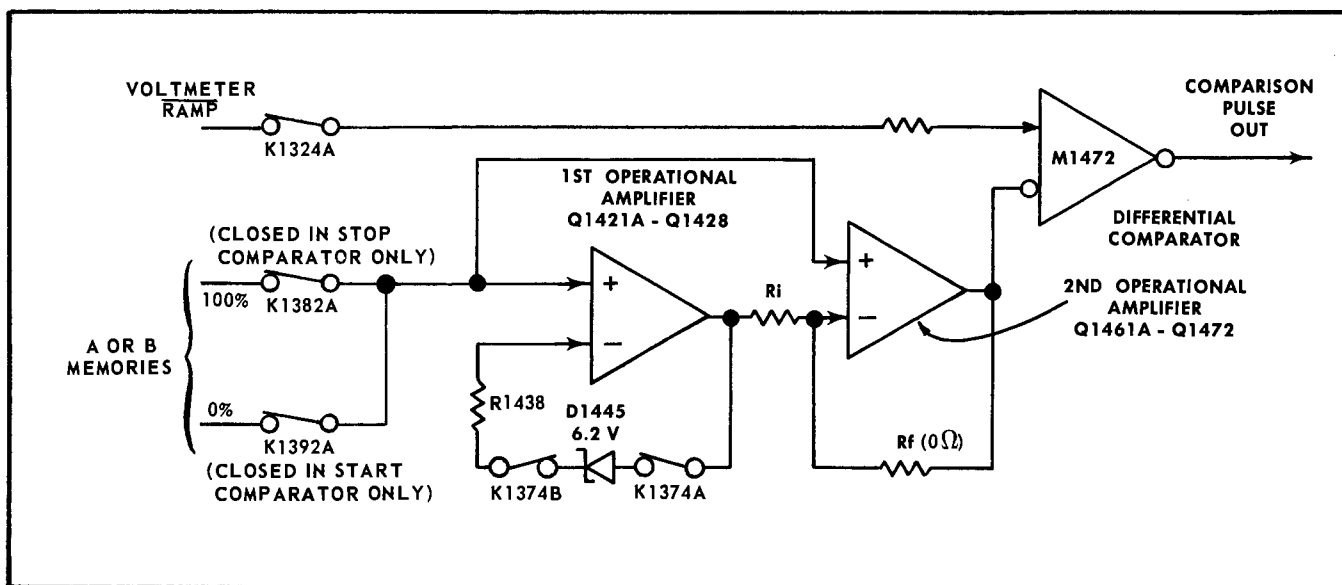 VOLTMETER
RAMP
K1324A
(CLOSED IN STOP
COMPARATOR ONLY)
100%
K1382A
A OR B
MEMORIES
0%
K1392A
(CLOSED IN START
COMPARATOR ONLY)
1ST OPERATIONAL
AMPLIFIER
Q1421A - Q1428
+
−
R1438
D1445
6.2 V
K1374B
K1374A
Ri
+
−
Rf (0Ω)
2ND OPERATIONAL
AMPLIFIER
Q1461A - Q1472
M1472
DIFFERENTIAL
COMPARATOR
COMPARISON
PULSE
OUT